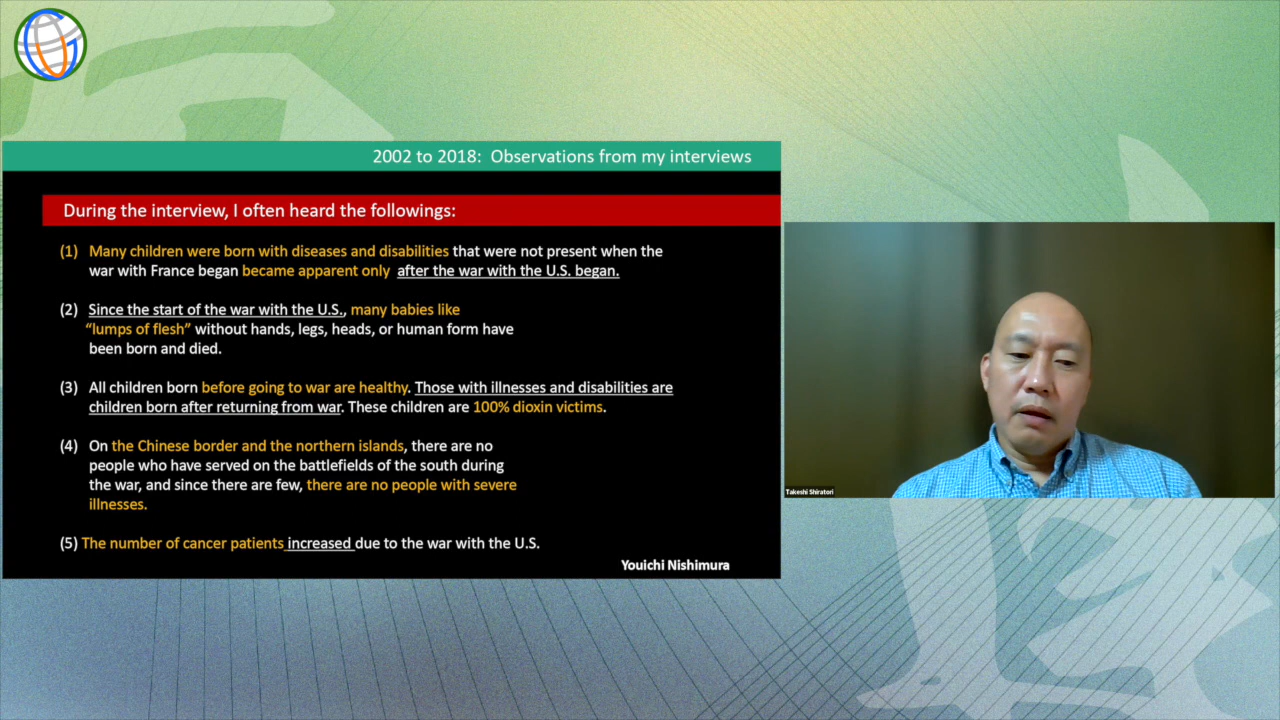 2002 to 2018: Observations from my interviews
During the interview, I often heard the followings:
(1) Many children were born with diseases and disabilities that were not present when the
war with France began became apparent only after the war with the U.S. began.
(2) Since the start of the war with the U.S., many babies like
“lumps of flesh” without hands, legs, heads, or human form have
been born and died.
(3) All children born before going to war are healthy. Those with illnesses and disabilities are
children born after returning from war. These children are 100% dioxin victims.
(4) On the Chinese border and the northern islands, there are no
people who have served on the battlefields of the south during
the war, and since there are few, there are no people with severe
illnesses.
(5) The number of cancer patients increased due to the war with the U.S.
Youichi Nishimura
Takeshi Shiratori